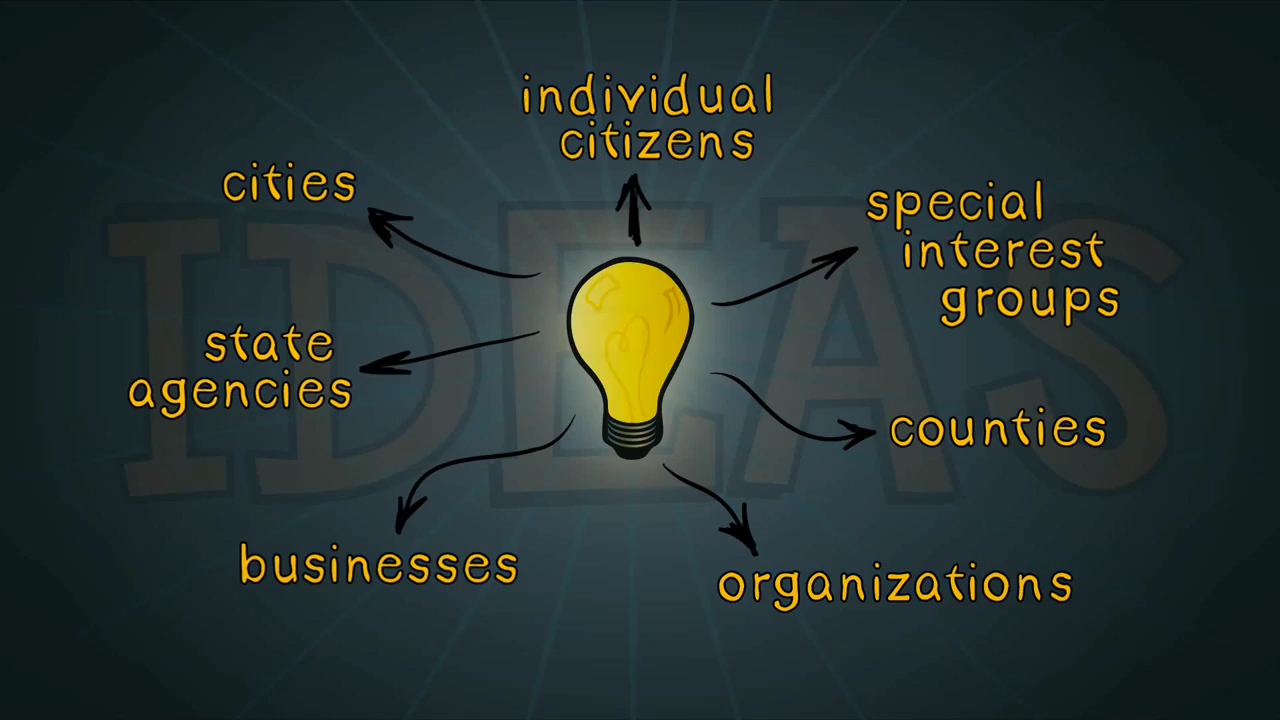 IDEAS
individual
citizens
cities
special
interest
groups
state
agencies
counties
businesses
organizations